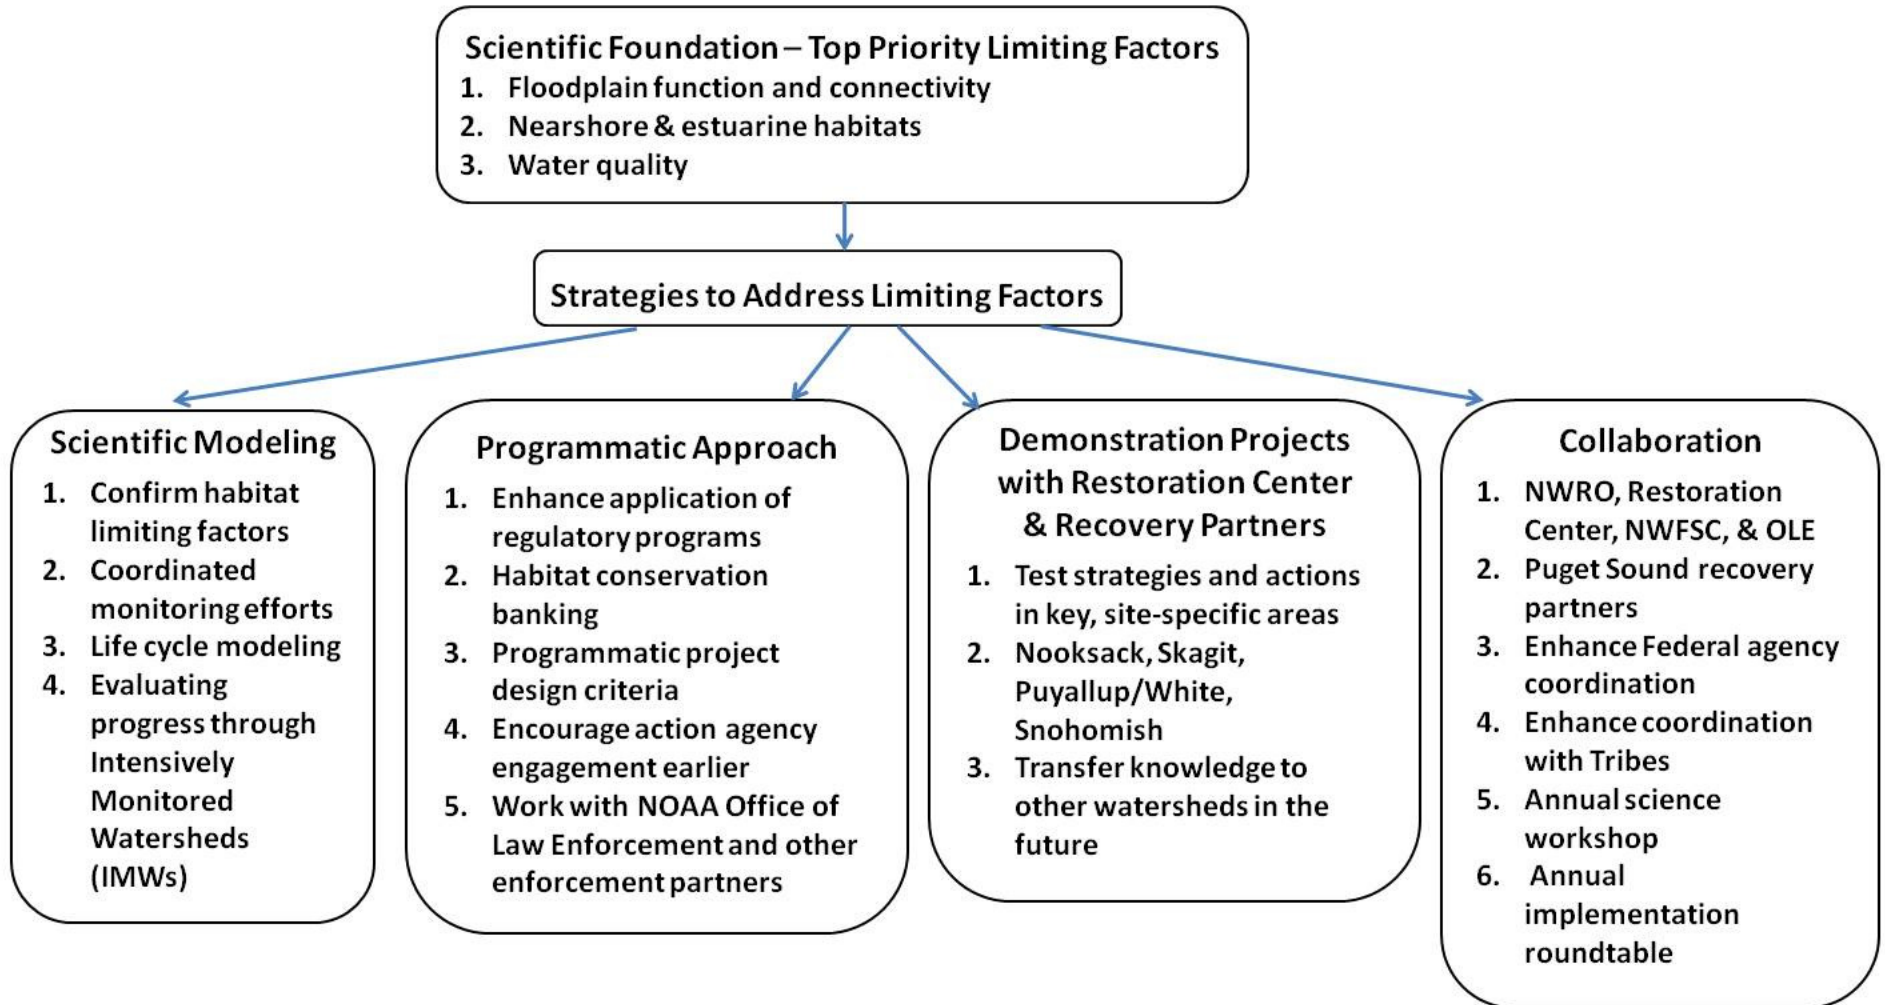 Scientific Foundation – Top Priority Limiting Factors
1. Floodplain function and connectivity
2. Nearshore & estuarine habitats
3. Water quality
Strategies to Address Limiting Factors
Scientific Modeling
1. Confirm habitat
limiting factors
2. Coordinated
monitoring efforts
3. Life cycle modeling
4. Evaluating
progress through
Intensively
Monitored
Watersheds
(IMWs)
Programmatic Approach
1. Enhance application of
regulatory programs
2. Habitat conservation
banking
3. Programmatic project
design criteria
4. Encourage action agency
engagement earlier
5. Work with NOAA Office of
Law Enforcement and other
enforcement partners
Demonstration Projects
with Restoration Center
& Recovery Partners
1. Test strategies and actions
in key, site-specific areas
2. Nooksack, Skagit,
Puyallup/White,
Snohomish
3. Transfer knowledge to
other watersheds in the
future
Collaboration
1. NWRO, Restoration
Center, NWFSC, & OLE
2. Puget Sound recovery
partners
3. Enhance Federal agency
coordination
4. Enhance coordination
with Tribes
5. Annual science
workshop
6. Annual
implementation
roundtable